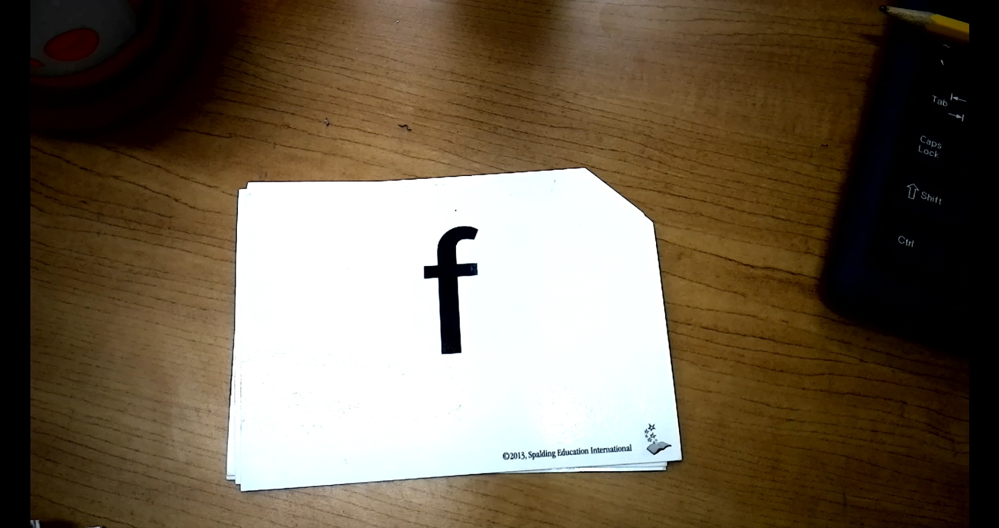 f
©2013, Spalding Education International
~
`
Tab
Caps
Lock
Shift
Ctrl